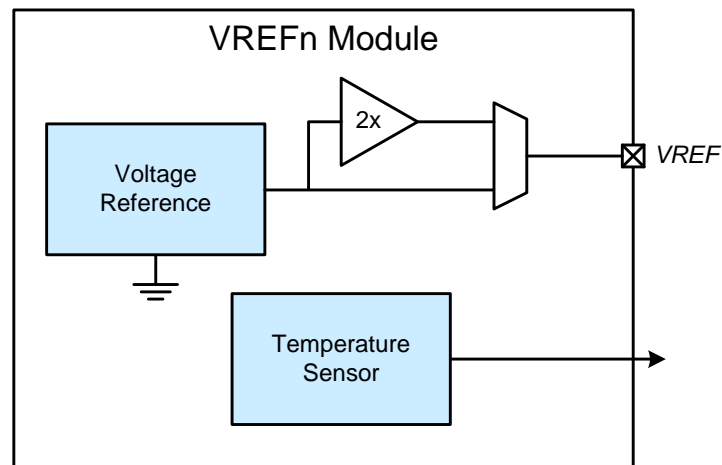 VREFn Module
2x
VREF
Voltage
Reference
Temperature
Sensor